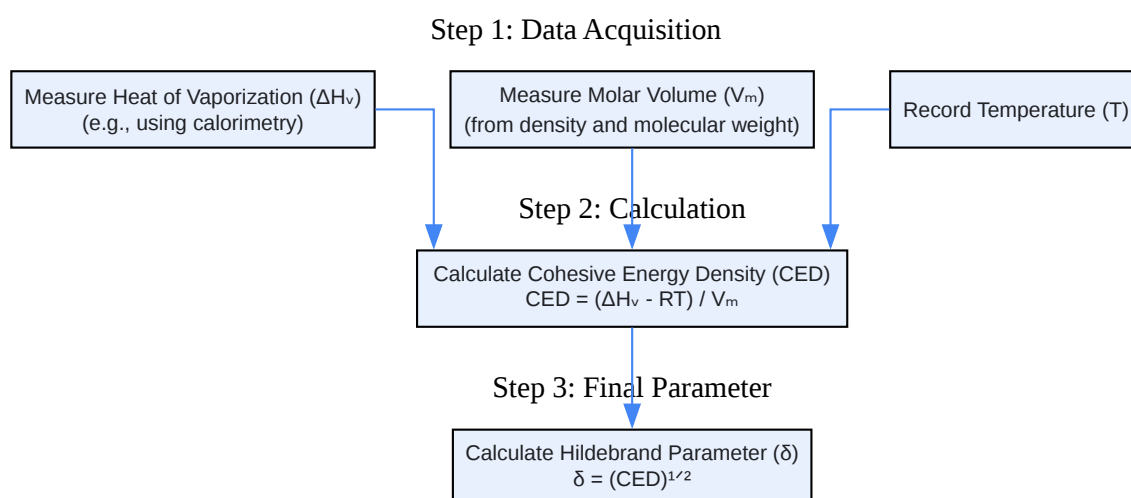 Step 1: Data Acquisition
Measure Heat of Vaporization (ΔHᵥ)
(e.g., using calorimetry)
Measure Molar Volume (Vₘ)
(from density and molecular weight)
Record Temperature (T)
Step 2: Calculation
Calculate Cohesive Energy Density (CED)
CED = (ΔHᵥ - RT) / Vₘ
Step 3: Final Parameter
Calculate Hildebrand Parameter (δ)
δ = (CED)¹ᐟ²